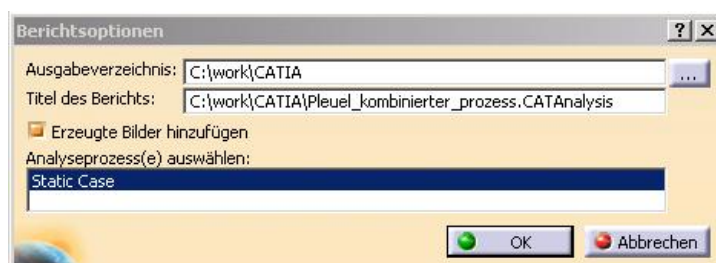 Berichtsoptionen
? X
Ausgabeverzeichnis: C:\work\CATIA ...
Titel des Berichts: C:\work\CATIA\Pleuel_kombinierter_prozess.CATAnalysis
Erzeugte Bilder hinzufügen
Analyseprozess(e) auswählen:
Static Case
OK Abbrechen